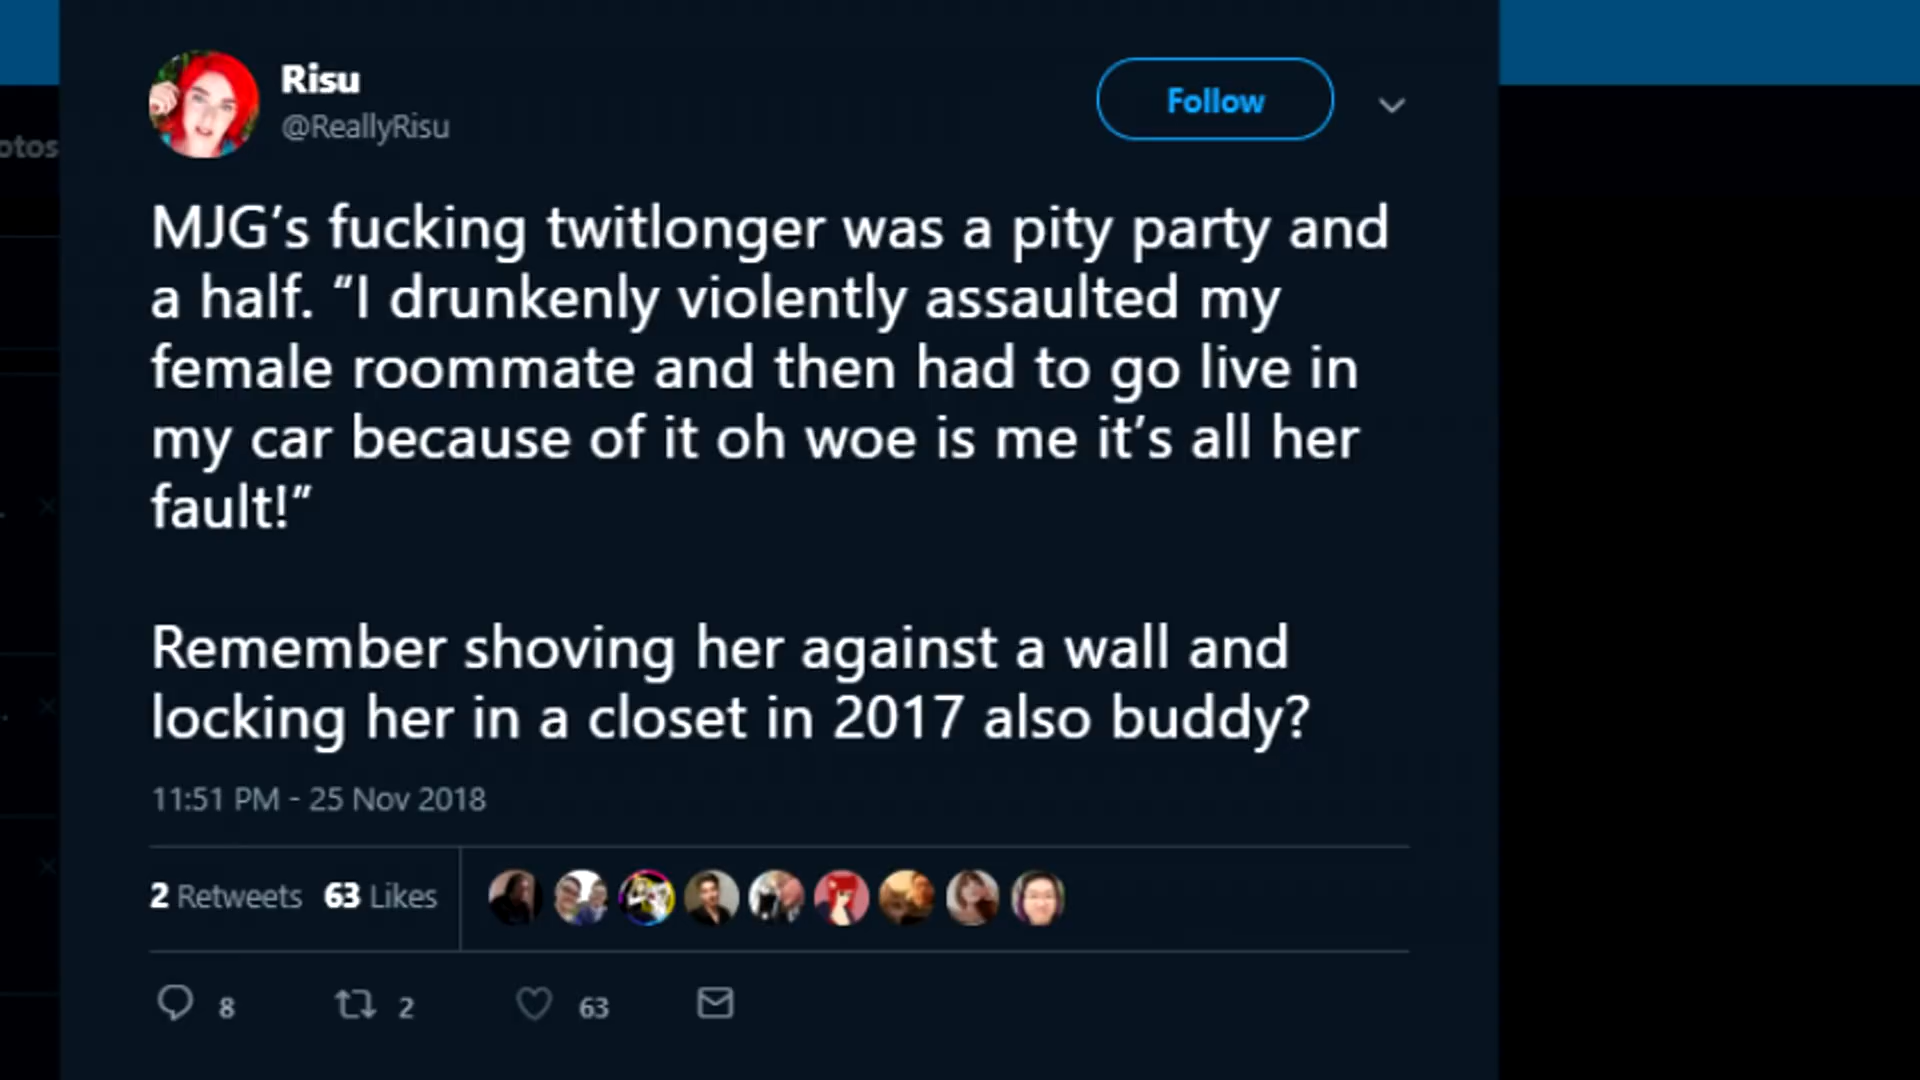 Risu
@ReallyRisu
Follow
otos
MJG’s fucking twitlonger was a pity party and
a half. “I drunkenly violently assaulted my
female roommate and then had to go live in
my car because of it oh woe is me it’s all her
fault!”
Remember shoving her against a wall and
locking her in a closet in 2017 also buddy?
11:51 PM - 25 Nov 2018
2 Retweets 63 Likes
8 2 63